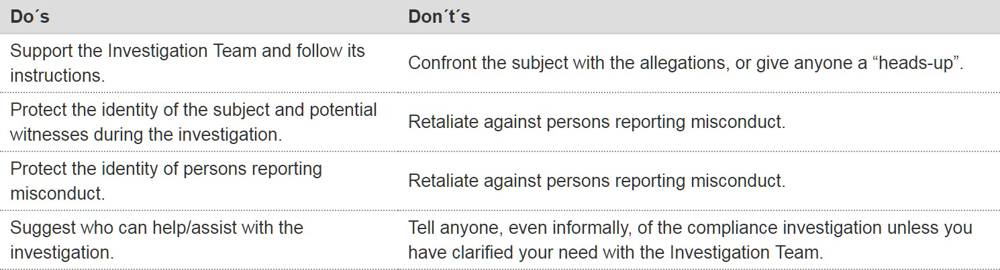 Do´s
Don´t´s
Support the Investigation Team and follow its
instructions.
Confront the subject with the allegations, or give anyone a “heads-up”.
Protect the identity of the subject and potential
witnesses during the investigation.
Retaliate against persons reporting misconduct.
Protect the identity of persons reporting
misconduct.
Retaliate against persons reporting misconduct.
Suggest who can help/assist with the
investigation.
Tell anyone, even informally, of the compliance investigation unless you
have clarified your need with the Investigation Team.